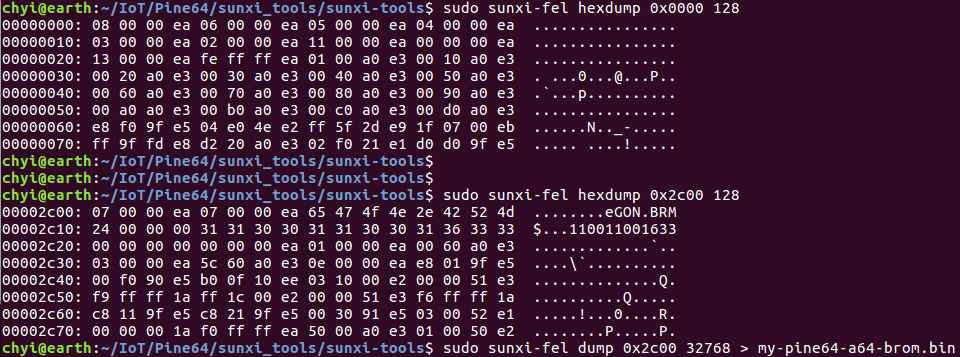 chyi@earth:~/IoT/Pine64/sunxi_tools/sunxi-tools$ sudo sunxi-fel hexdump 0x0000 128
00000000: 08 00 00 ea 06 00 00 ea 05 00 00 ea 04 00 00 ea  ................
00000010: 03 00 00 ea 02 00 00 ea 11 00 00 ea 00 00 00 ea  ................
00000020: 13 00 00 ea fe ff ff ea 01 00 a0 e3 00 10 a0 e3  ................
00000030: 00 20 a0 e3 00 30 a0 e3 00 40 a0 e3 00 50 a0 e3  . ...0...@...P..
00000040: 00 60 a0 e3 00 70 a0 e3 00 80 a0 e3 00 90 a0 e3  .`...p..........
00000050: 00 a0 a0 e3 00 b0 a0 e3 00 c0 a0 e3 00 d0 a0 e3  ................
00000060: e8 f0 9f e5 04 e0 4e e2 ff 5f 2d e9 1f 07 00 eb  ......N.._-.....
00000070: ff 9f fd e8 d2 20 a0 e3 02 f0 21 e1 d0 d0 9f e5  ..... ....!.....
chyi@earth:~/IoT/Pine64/sunxi_tools/sunxi-tools$
chyi@earth:~/IoT/Pine64/sunxi_tools/sunxi-tools$
chyi@earth:~/IoT/Pine64/sunxi_tools/sunxi-tools$ sudo sunxi-fel hexdump 0x2c00 128
00002c00: 07 00 00 ea 07 00 00 ea 65 47 4f 4e 2e 42 52 4d  ........eGON.BRM
00002c10: 24 00 00 00 31 31 30 30 31 31 30 30 31 36 33 33  $...110011001633
00002c20: 00 00 00 00 00 00 00 ea 01 00 00 ea 00 60 a0 e3  .............`..
00002c30: 03 00 00 ea 5c 60 a0 e3 0e 00 00 ea e8 01 9f e5  ....\`..........
00002c40: 00 f0 90 e5 b0 0f 10 ee 03 10 00 e2 00 00 51 e3  ..............Q.
00002c50: f9 ff ff 1a ff 1c 00 e2 00 00 51 e3 f6 ff ff 1a  ..........Q.....
00002c60: c8 11 9f e5 c8 21 9f e5 00 30 91 e5 03 00 52 e1  .....!...0....R.
00002c70: 00 00 00 1a f0 ff ff ea 50 00 a0 e3 01 00 50 e2  ........P.....P.
chyi@earth:~/IoT/Pine64/sunxi_tools/sunxi-tools$ sudo sunxi-fel dump 0x2c00 32768 > my-pine64-a64-brom.bin